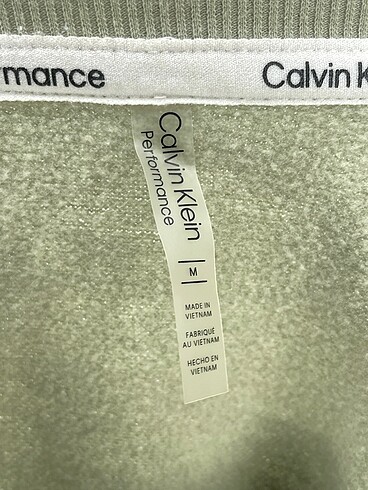 rmance Calvin K
Calvin Klein
Performance
M
MADE IN
VIETNAM
FABRIQUÉ
AU VIETNAM
HECHO EN
VIETNAM